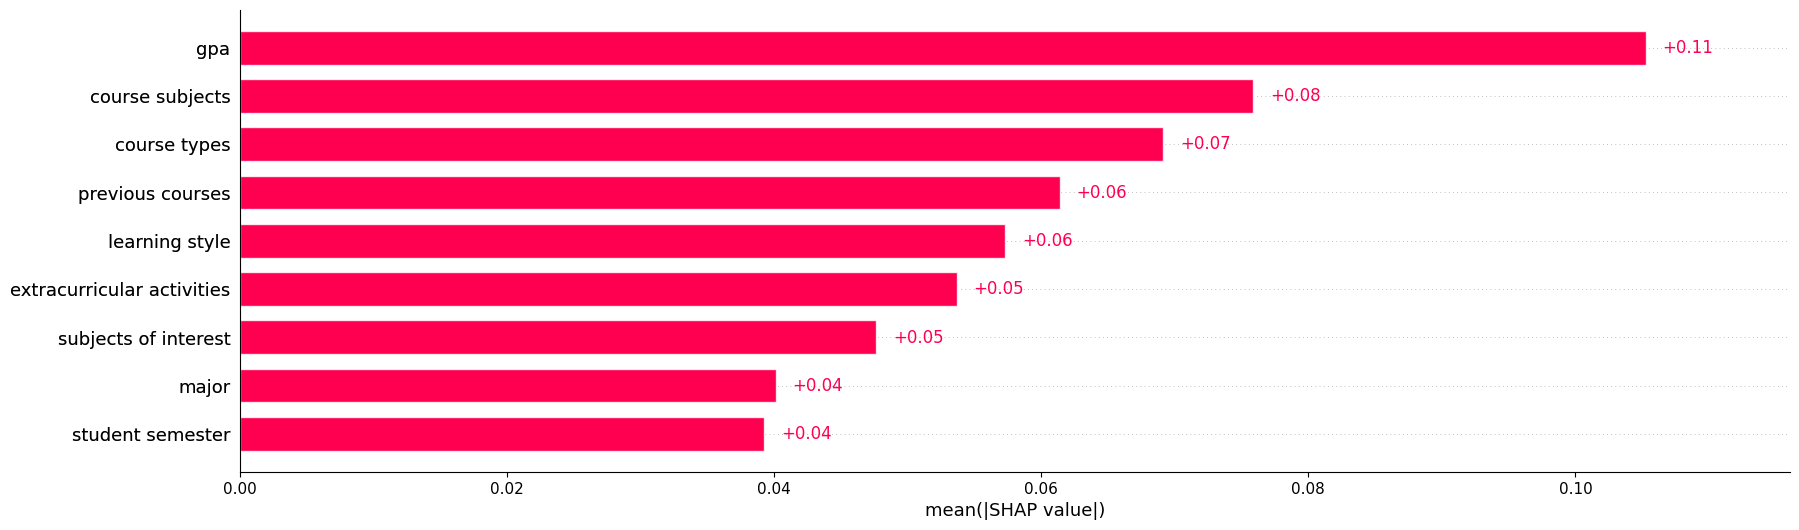 gpa +0.11
course subjects +0.08
course types +0.07
previous courses +0.06
learning style +0.06
extracurricular activities +0.05
subjects of interest +0.05
major +0.04
student semester +0.04
0.00 0.02 0.04 0.06 0.08 0.10
mean(|SHAP value|)